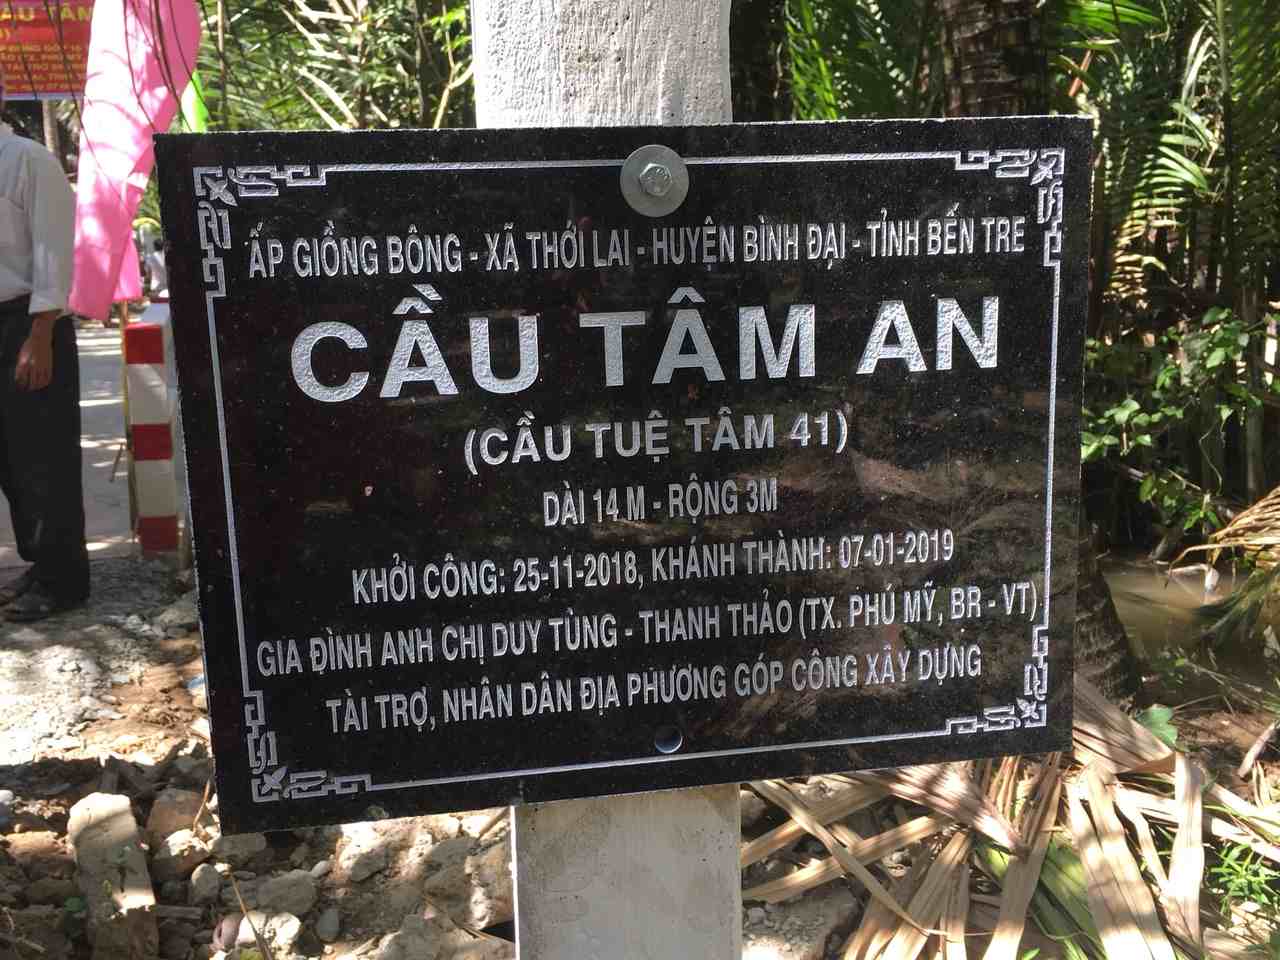 ẤP GIỒNG BÔNG - XÃ THỚI LAI - HUYỆN BÌNH ĐẠI - TỈNH BẾN TRE
CẦU TÂM AN
(CẦU TUỆ TÂM 41)
DÀI 14 M - RỘNG 3M
KHỞI CÔNG: 25-11-2018, KHÁNH THÀNH: 07-01-2019
GIA ĐÌNH ANH CHỊ DUY TÙNG - THANH THẢO (TX. PHÚ MỸ, BR - VT)
TÀI TRỢ, NHÂN DÂN ĐỊA PHƯƠNG GÓP CÔNG XÂY DỰNG